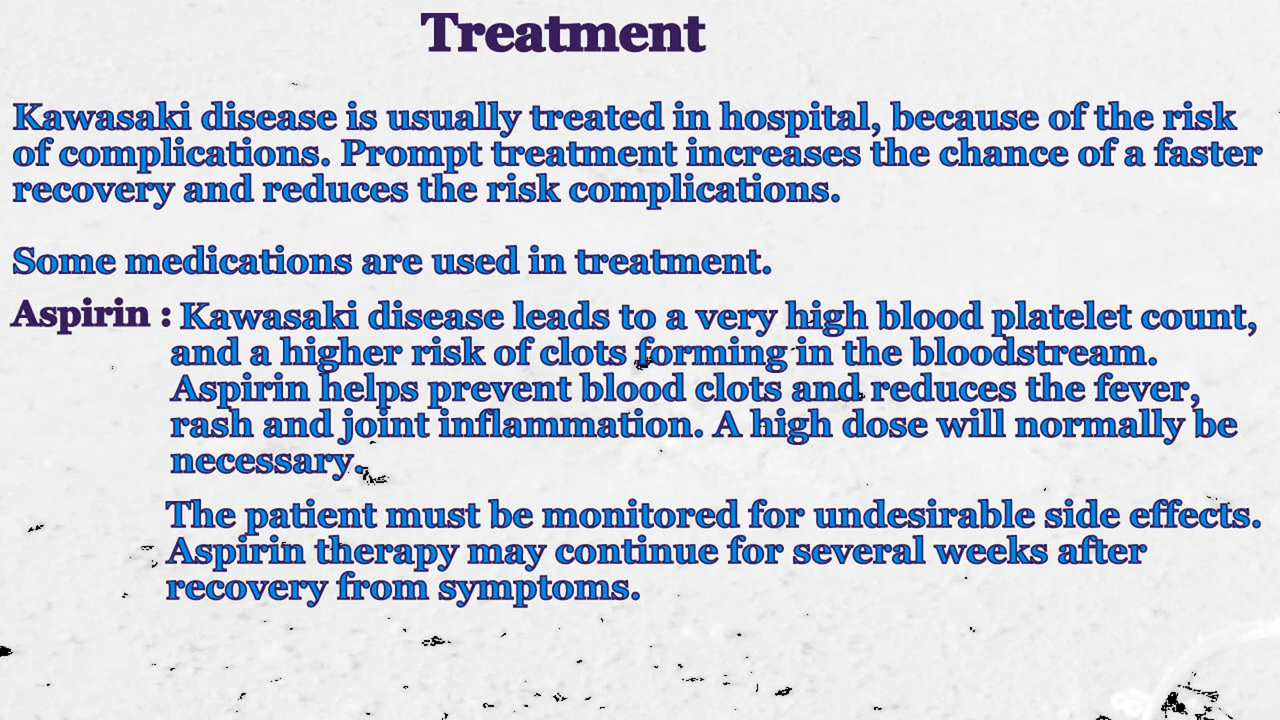 Treatment
Kawasaki disease is usually treated in hospital, because of the risk
of complications. Prompt treatment increases the chance of a faster
recovery and reduces the risk complications.
Some medications are used in treatment.
Aspirin : Kawasaki disease leads to a very high blood platelet count,
and a higher risk of clots forming in the bloodstream.
Aspirin helps prevent blood clots and reduces the fever,
rash and joint inflammation. A high dose will normally be
necessary.
The patient must be monitored for undesirable side effects.
Aspirin therapy may continue for several weeks after
recovery from symptoms.